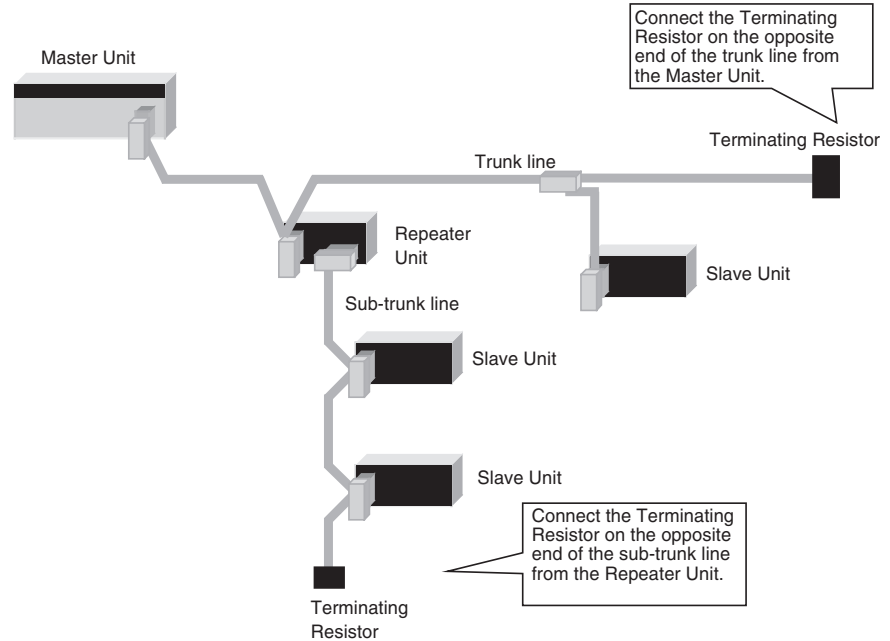 Connect the Terminating
Resistor on the opposite
end of the trunk line from
the Master Unit.
Master Unit
Terminating Resistor
Trunk line
Repeater
Unit
Slave Unit
Sub-trunk line
Slave Unit
Slave Unit
Connect the Terminating
Resistor on the opposite
end of the sub-trunk line
from the Repeater Unit.
Terminating
Resistor